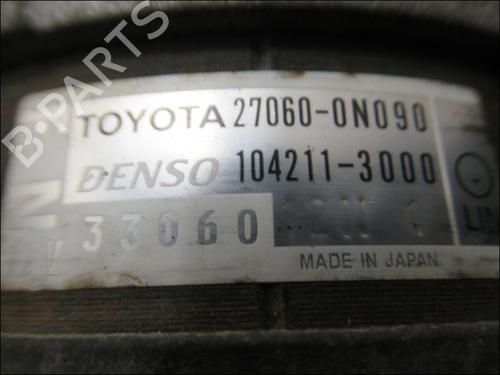 B-PARTS
TOYOTA 27060-0N090
DENSO 104211-3000
33060
MADE IN JAPAN